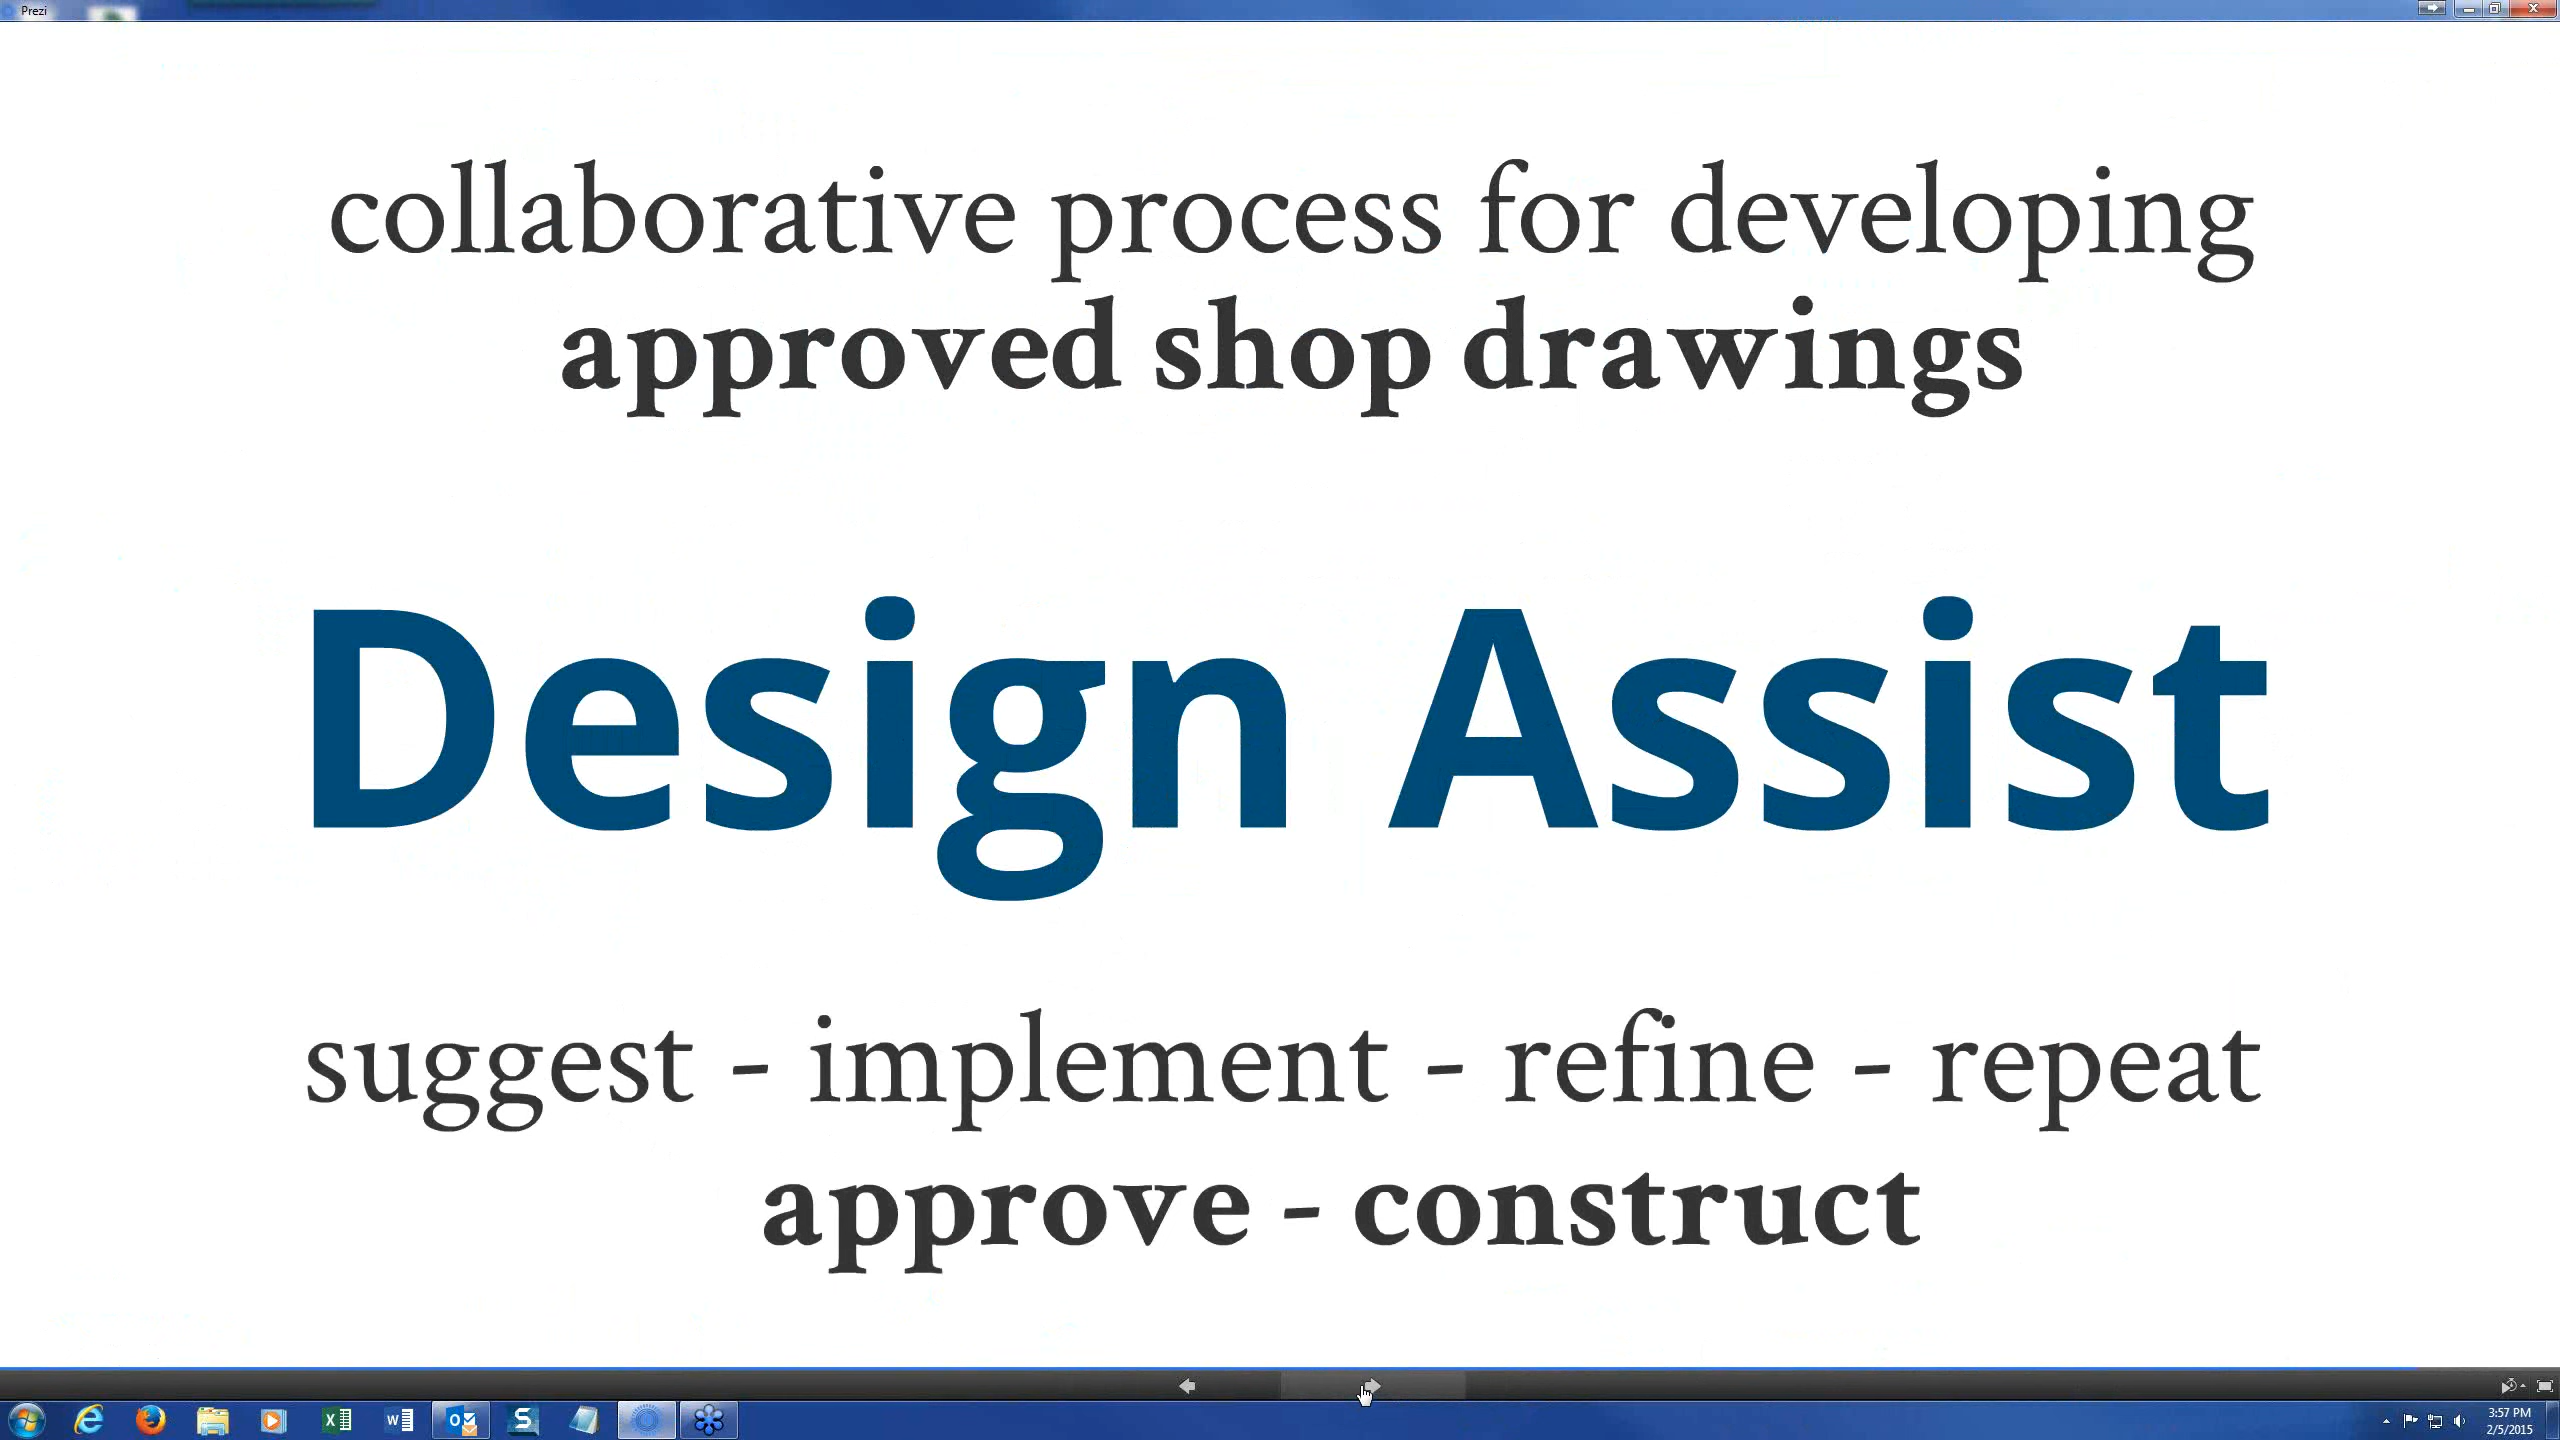 Prezi
collaborative process for developing
approved shop drawings
Design Assist
suggest - implement - refine - repeat
approve - construct
3:57 PM
2/5/2015